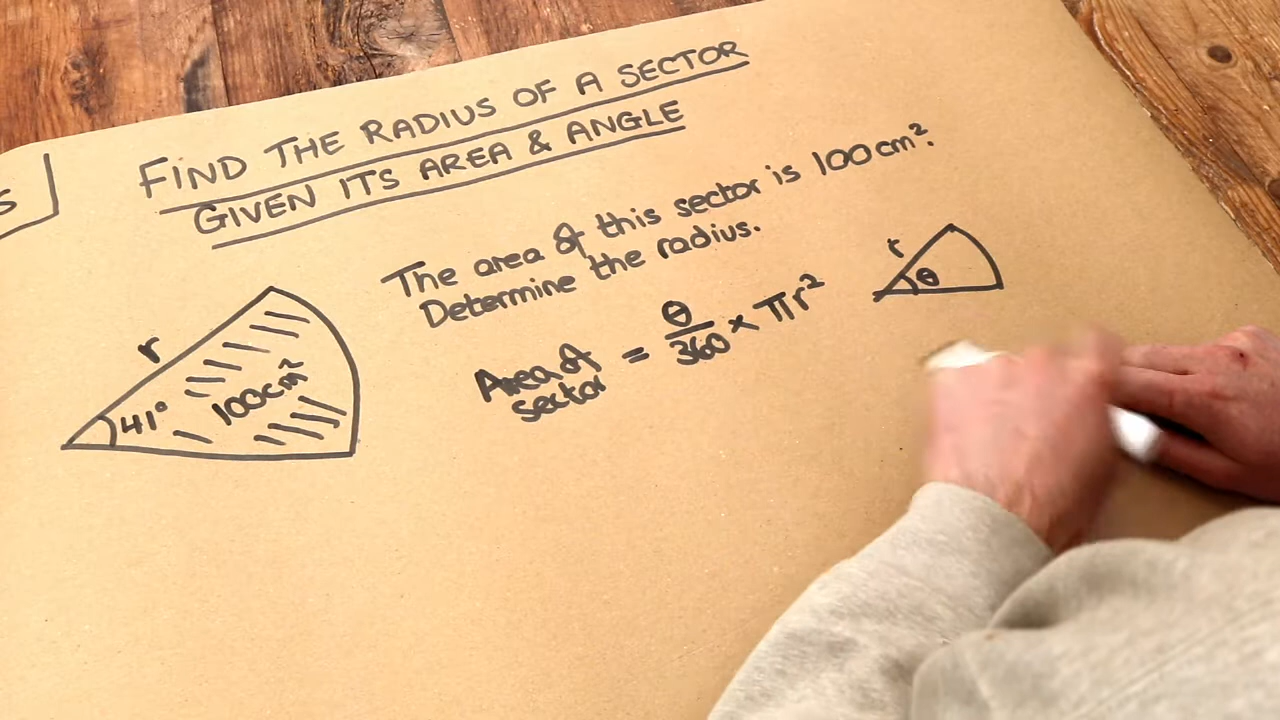 FIND THE RADIUS OF A SECTOR
GIVEN ITS AREA & ANGLE
The area of this sector is 100cm².
Determine the radius.
r
41°
100cm²
Area of
sector = θ/360 × πr²
r
θ